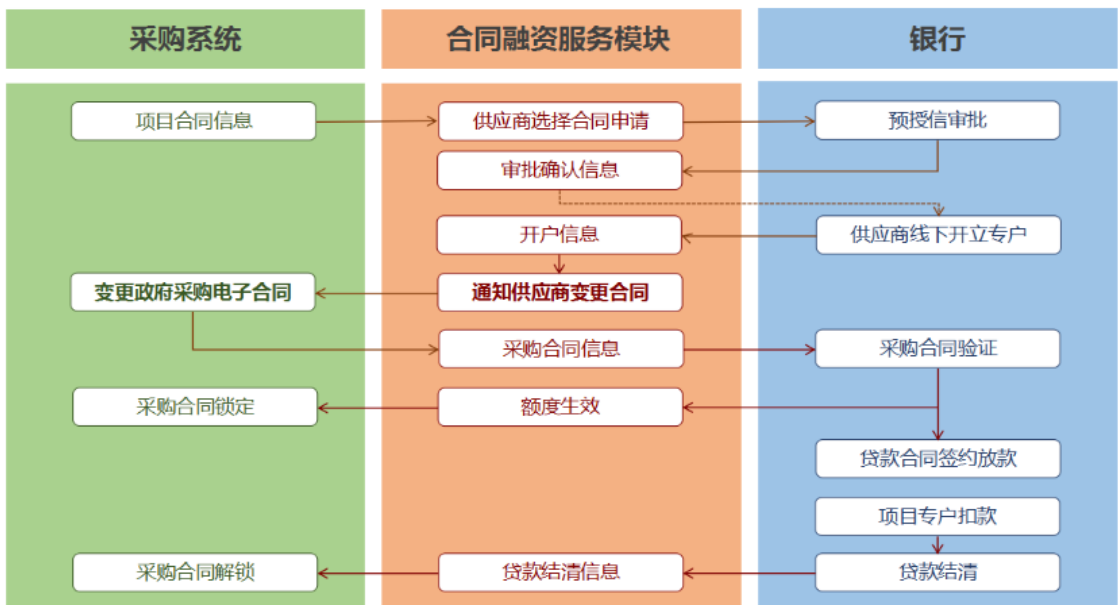 采购系统
合同融资服务模块
银行
项目合同信息
供应商选择合同申请
预授信审批
审批确认信息
开户信息
供应商线下开立专户
变更政府采购电子合同
通知供应商变更合同
采购合同信息
采购合同验证
采购合同锁定
额度生效
贷款合同签约放款
项目专户扣款
采购合同解锁
贷款结清信息
贷款结清